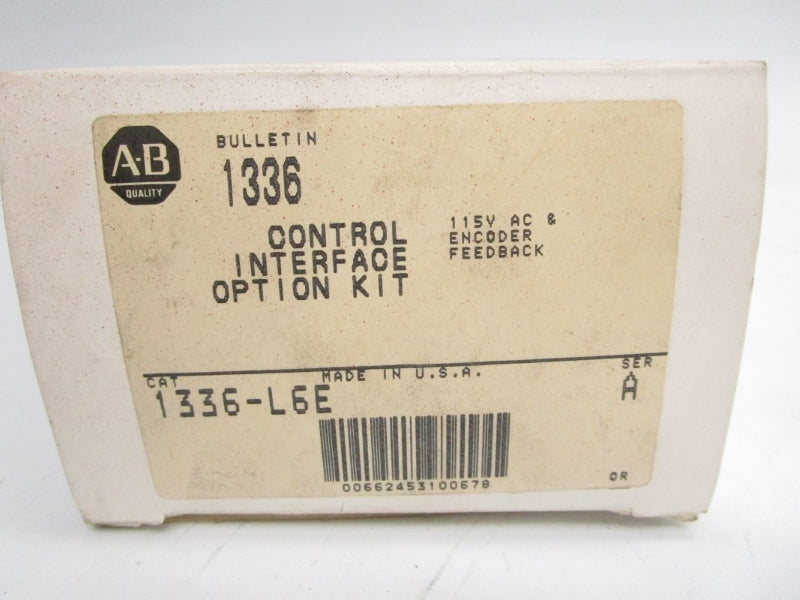 A-B
QUALITY
BULLETIN
1336
CONTROL
INTERFACE
OPTION KIT
115V AC &
ENCODER
FEEDBACK
MADE IN U.S.A.
CAT
1336-L6E
SER
A
00662453100678
OR